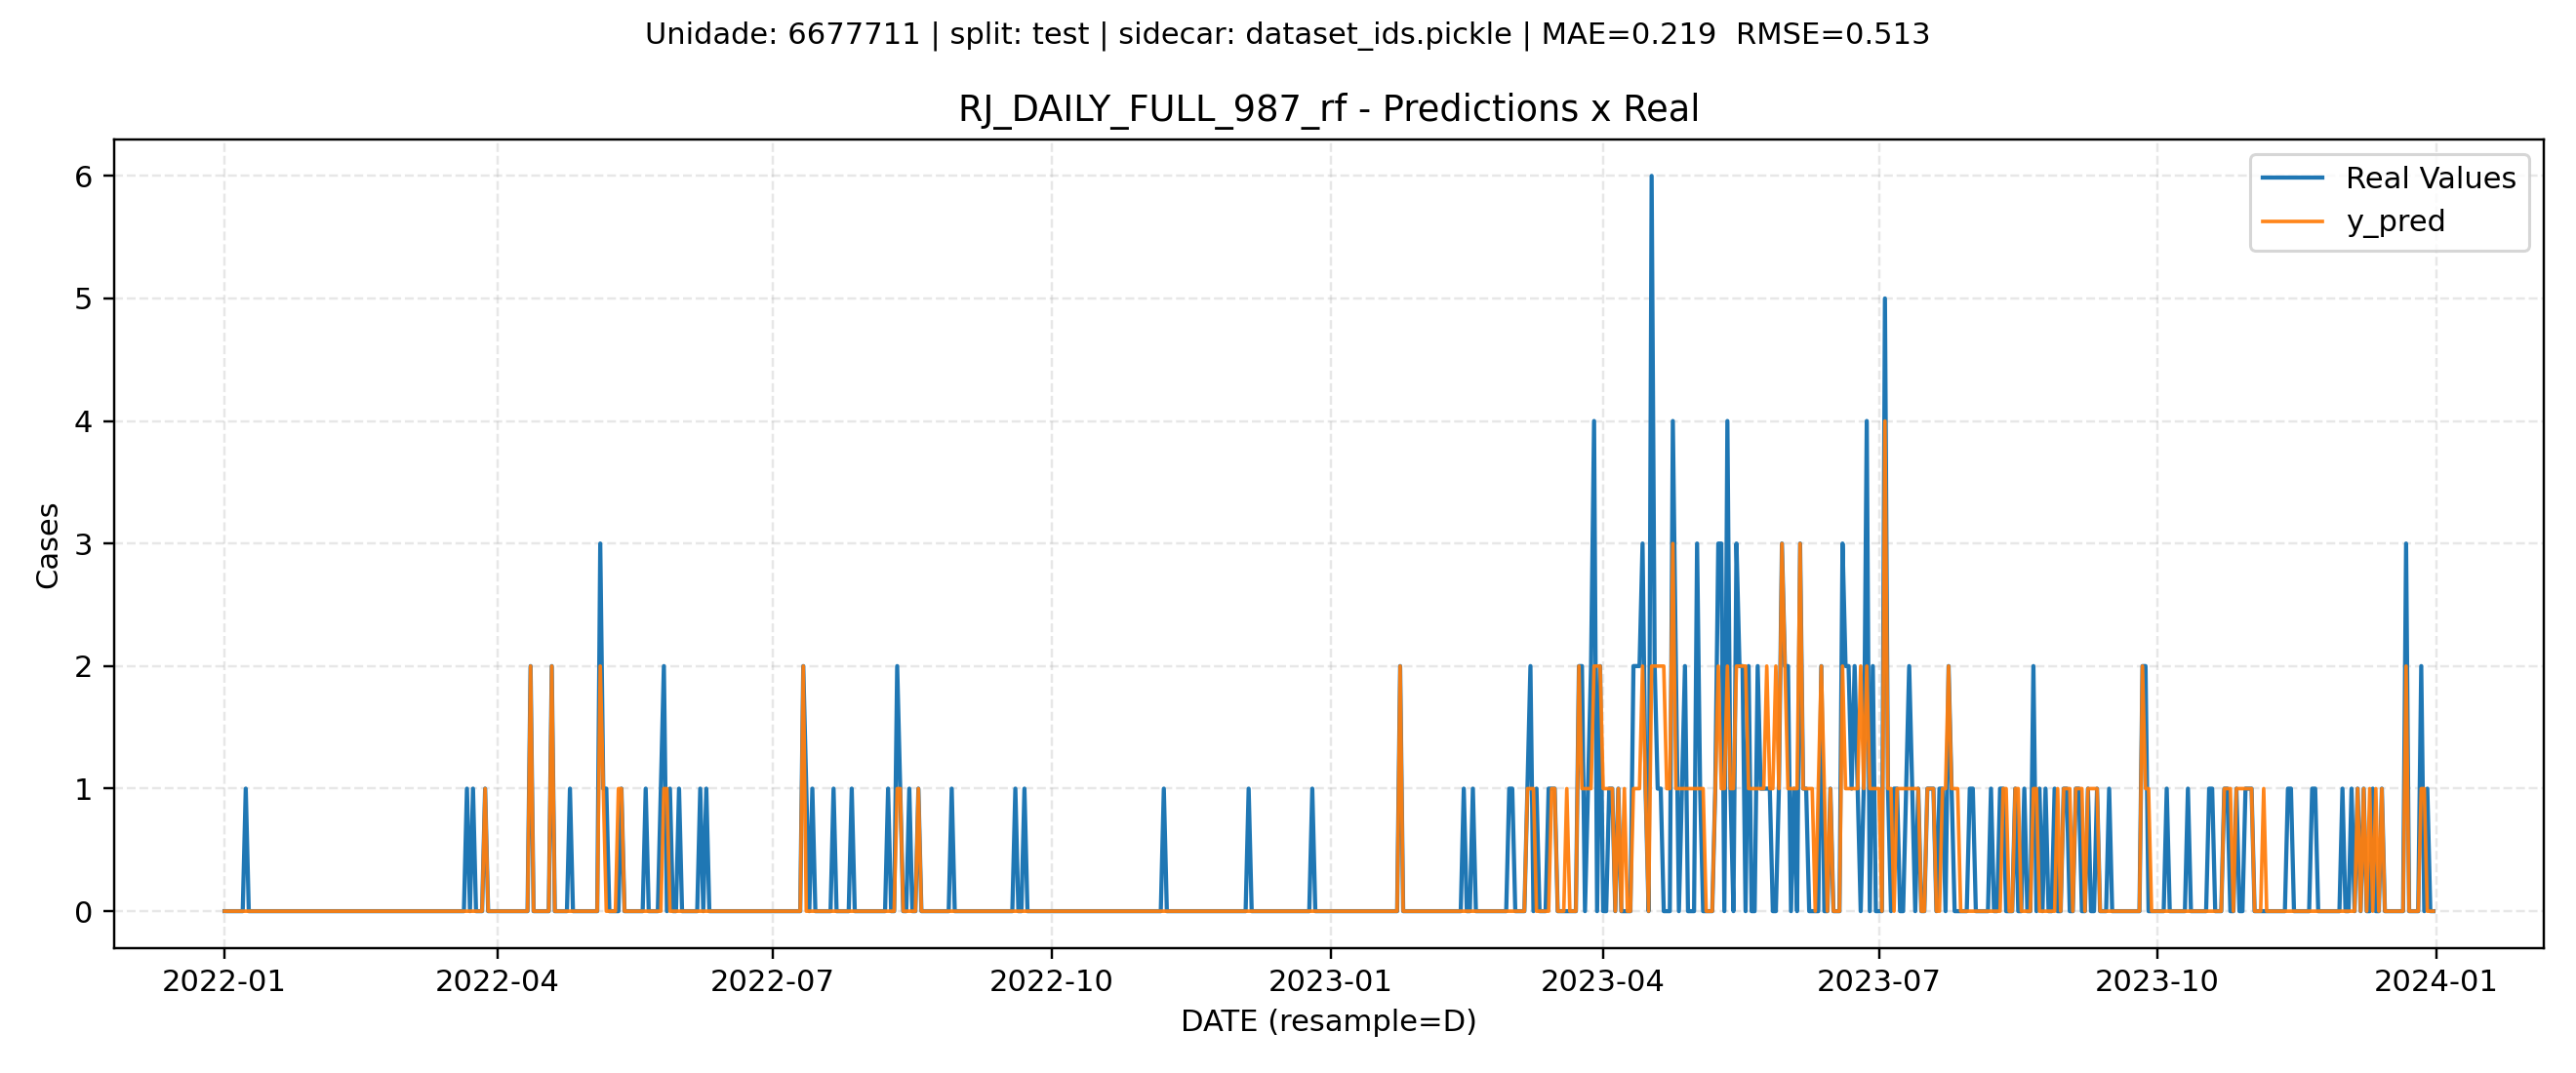 Unidade: 6677711 | split: test | sidecar: dataset_ids.pickle | MAE=0.219  RMSE=0.513
RJ_DAILY_FULL_987_rf - Predictions x Real
Real Values
y_pred
Cases
6
5
4
3
2
1
0
2022-01
2022-04
2022-07
2022-10
2023-01
2023-04
2023-07
2023-10
2024-01
DATE (resample=D)